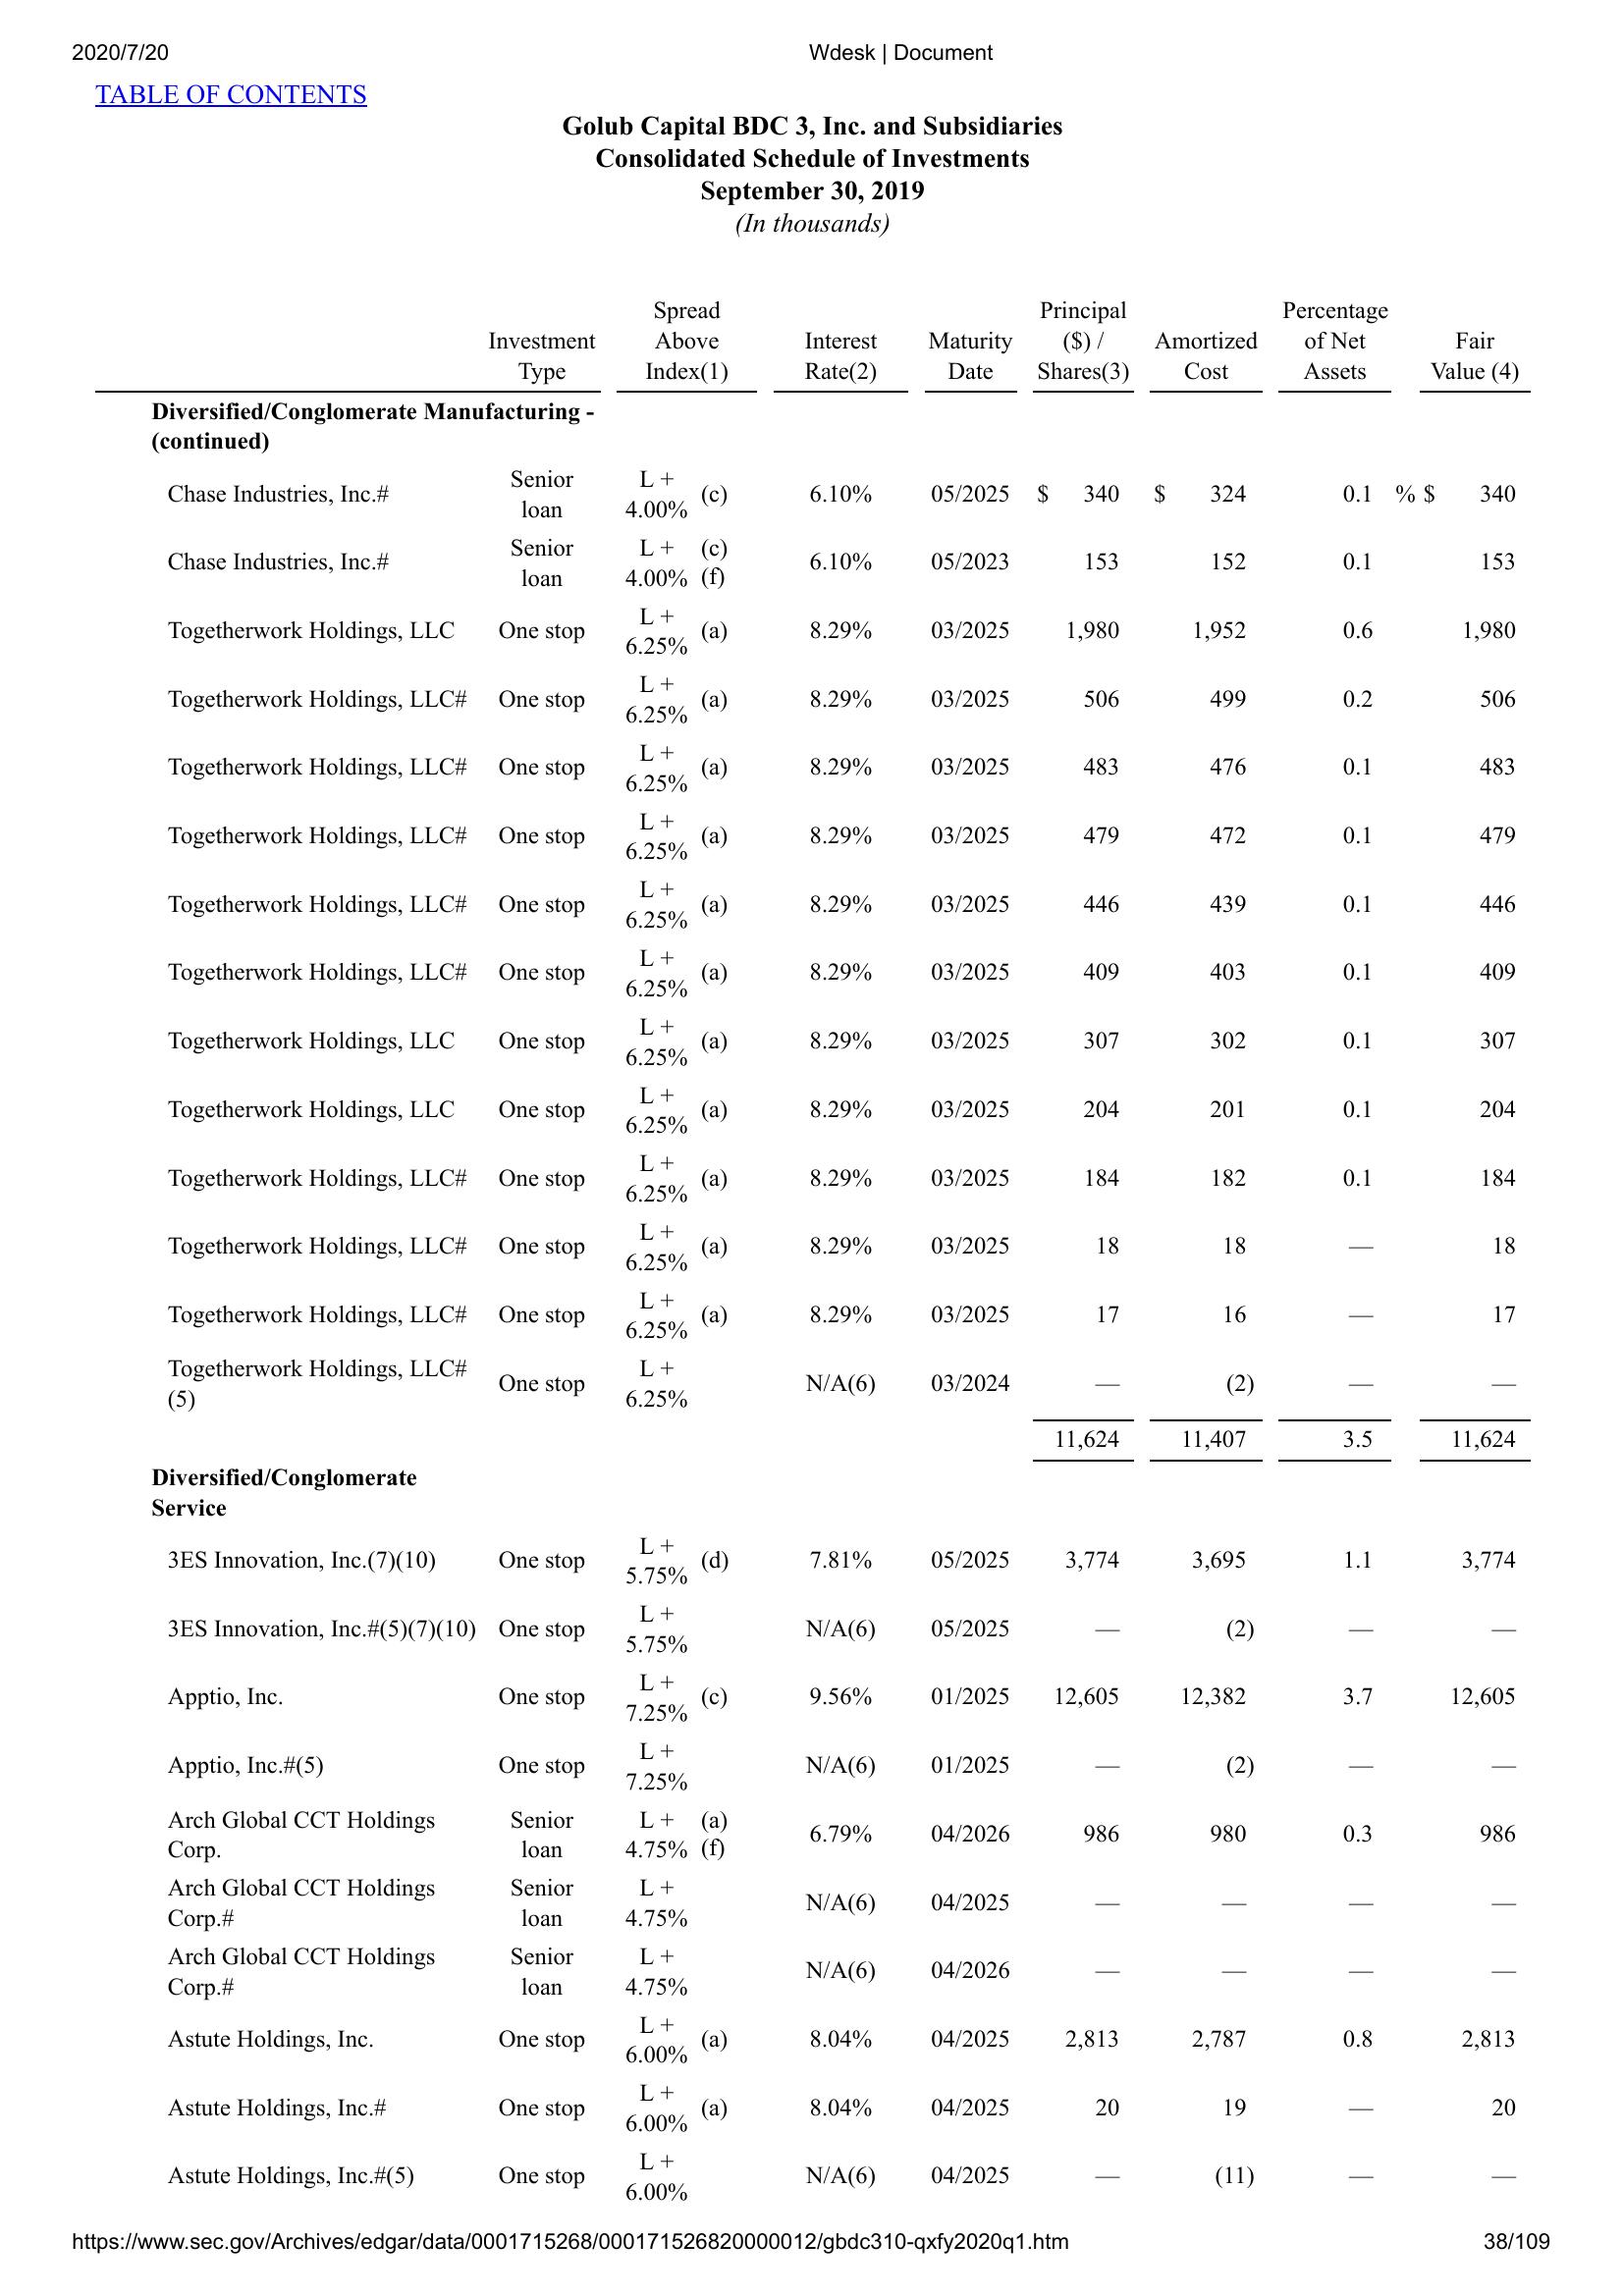 2020/7/20 Wdesk | Document
TABLE OF CONTENTS
Golub Capital BDC 3, Inc. and Subsidiaries
Consolidated Schedule of Investments
September 30, 2019
(In thousands)
Investment Type Spread Above Index(1) Interest Rate(2) Maturity Date Principal ($) / Shares(3) Amortized Cost Percentage of Net Assets Fair Value (4)
Diversified/Conglomerate Manufacturing -
(continued)
Chase Industries, Inc.# Senior loan L + 4.00% (c) 6.10% 05/2025 $ 340 $ 324 0.1 % $ 340
Chase Industries, Inc.# Senior loan L + 4.00% (c) (f) 6.10% 05/2023 153 152 0.1 153
Togetherwork Holdings, LLC One stop L + 6.25% (a) 8.29% 03/2025 1,980 1,952 0.6 1,980
Togetherwork Holdings, LLC# One stop L + 6.25% (a) 8.29% 03/2025 506 499 0.2 506
Togetherwork Holdings, LLC# One stop L + 6.25% (a) 8.29% 03/2025 483 476 0.1 483
Togetherwork Holdings, LLC# One stop L + 6.25% (a) 8.29% 03/2025 479 472 0.1 479
Togetherwork Holdings, LLC# One stop L + 6.25% (a) 8.29% 03/2025 446 439 0.1 446
Togetherwork Holdings, LLC# One stop L + 6.25% (a) 8.29% 03/2025 409 403 0.1 409
Togetherwork Holdings, LLC One stop L + 6.25% (a) 8.29% 03/2025 307 302 0.1 307
Togetherwork Holdings, LLC One stop L + 6.25% (a) 8.29% 03/2025 204 201 0.1 204
Togetherwork Holdings, LLC# One stop L + 6.25% (a) 8.29% 03/2025 184 182 0.1 184
Togetherwork Holdings, LLC# One stop L + 6.25% (a) 8.29% 03/2025 18 18 — 18
Togetherwork Holdings, LLC# One stop L + 6.25% (a) 8.29% 03/2025 17 16 — 17
Togetherwork Holdings, LLC# (5) One stop L + 6.25% N/A(6) 03/2024 — (2) — —
11,624 11,407 3.5 11,624
Diversified/Conglomerate
Service
3ES Innovation, Inc.(7)(10) One stop L + 5.75% (d) 7.81% 05/2025 3,774 3,695 1.1 3,774
3ES Innovation, Inc.#(5)(7)(10) One stop L + 5.75% N/A(6) 05/2025 — (2) — —
Apptio, Inc. One stop L + 7.25% (c) 9.56% 01/2025 12,605 12,382 3.7 12,605
Apptio, Inc.#(5) One stop L + 7.25% N/A(6) 01/2025 — (2) — —
Arch Global CCT Holdings Corp. Senior loan L + 4.75% (a) (f) 6.79% 04/2026 986 980 0.3 986
Arch Global CCT Holdings Corp.# Senior loan L + 4.75% N/A(6) 04/2025 — — — —
Arch Global CCT Holdings Corp.# Senior loan L + 4.75% N/A(6) 04/2026 — — — —
Astute Holdings, Inc. One stop L + 6.00% (a) 8.04% 04/2025 2,813 2,787 0.8 2,813
Astute Holdings, Inc.# One stop L + 6.00% (a) 8.04% 04/2025 20 19 — 20
Astute Holdings, Inc.#(5) One stop L + 6.00% N/A(6) 04/2025 — (11) — —
https://www.sec.gov/Archives/edgar/data/0001715268/000171526820000012/gbdc310-qxfy2020q1.htm 38/109